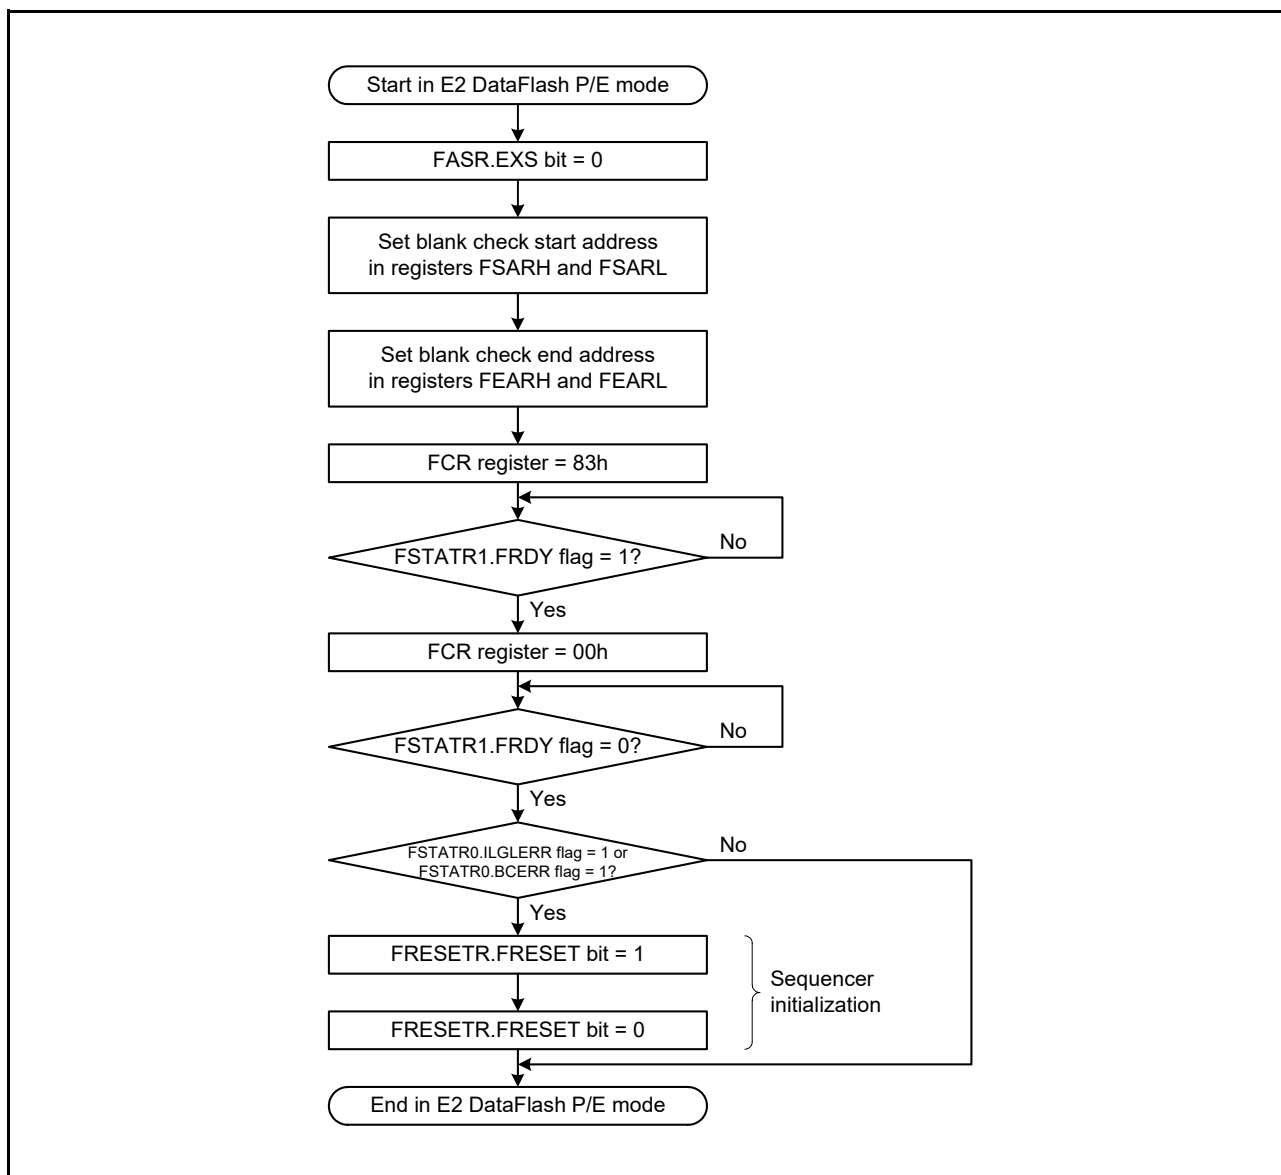 Start in E2 DataFlash P/E mode
FASR.EXS bit = 0
Set blank check start address
in registers FSARH and FSARL
Set blank check end address
in registers FEARH and FEARL
FCR register = 83h
FSTATR1.FRDY flag = 1?
No
Yes
FCR register = 00h
FSTATR1.FRDY flag = 0?
No
Yes
FSTATR0.ILGLERR flag = 1 or
FSTATR0.BCERR flag = 1?
No
Yes
FRESETR.FRESET bit = 1
Sequencer
initialization
FRESETR.FRESET bit = 0
End in E2 DataFlash P/E mode